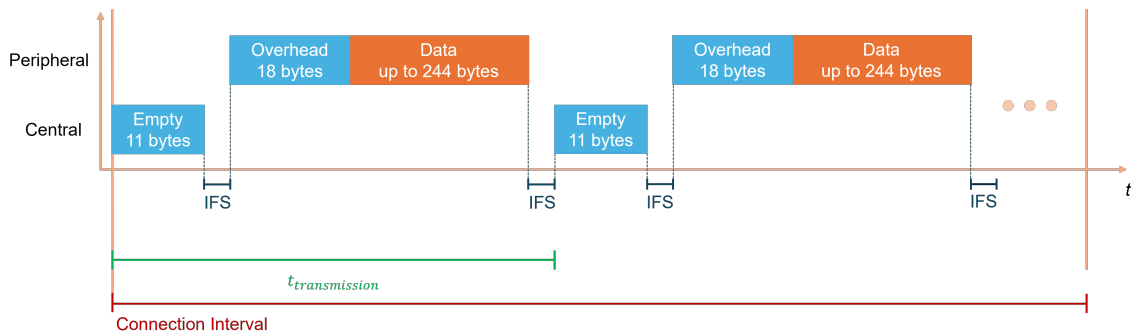 Peripheral
Overhead
18 bytes
Data
up to 244 bytes
Overhead
18 bytes
Data
up to 244 bytes
Central
Empty
11 bytes
Empty
11 bytes
IFS
IFS
IFS
IFS
t
t_transmission
Connection Interval